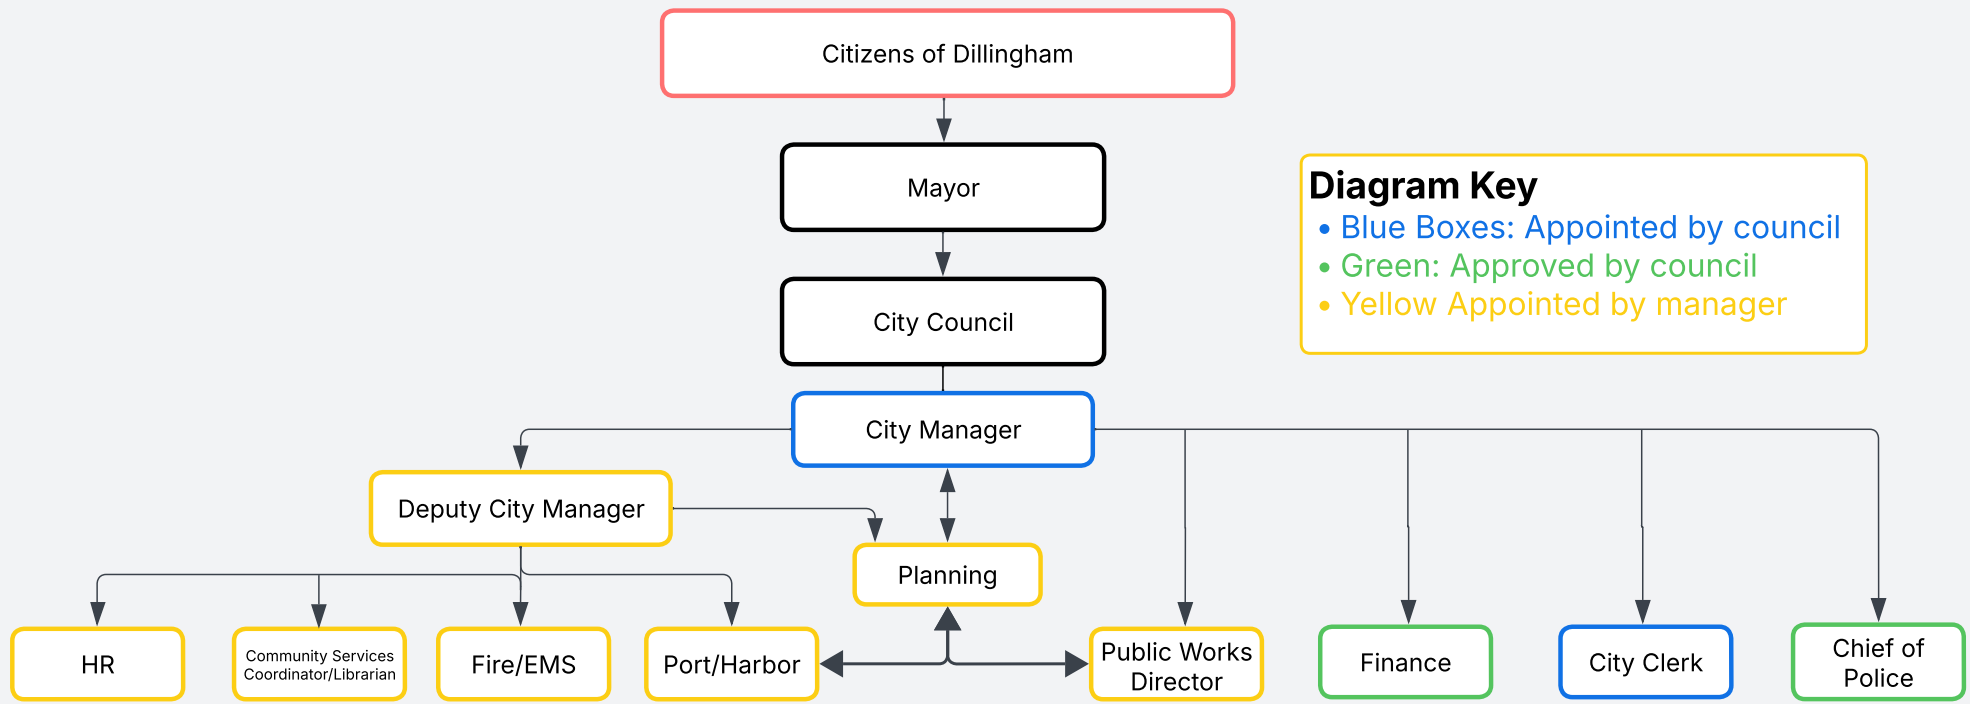 Citizens of Dillingham
Mayor
Diagram Key
• Blue Boxes: Appointed by council
• Green: Approved by council
• Yellow Appointed by manager
City Council
City Manager
Deputy City Manager
Planning
HR
Community Services
Coordinator/Librarian
Fire/EMS
Port/Harbor
Public Works
Director
Finance
City Clerk
Chief of
Police